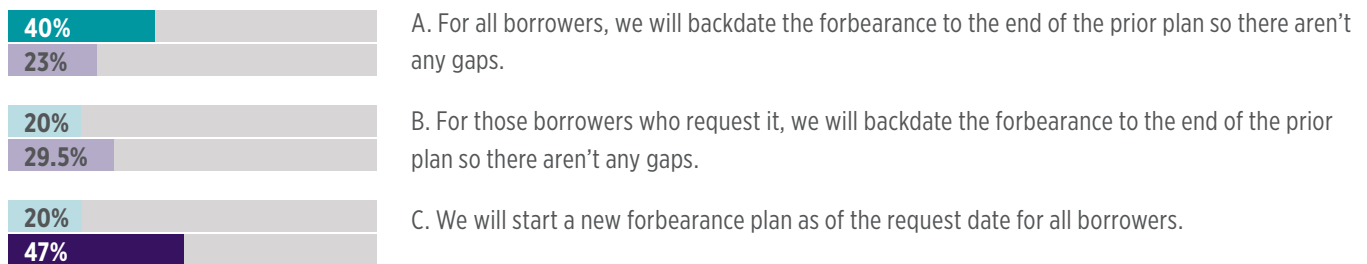 40%
A. For all borrowers, we will backdate the forbearance to the end of the prior plan so there aren’t
23%
any gaps.
20%
B. For those borrowers who request it, we will backdate the forbearance to the end of the prior
29.5%
plan so there aren’t any gaps.
20%
C. We will start a new forbearance plan as of the request date for all borrowers.
47%